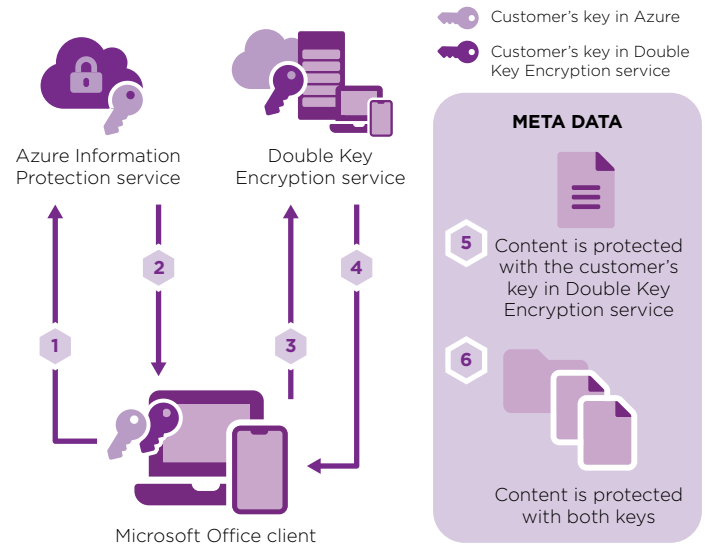 Customer's key in Azure
Customer's key in Double
Key Encryption service
Azure Information
Protection service
Double Key
Encryption service
2
4
1
3
Microsoft Office client
META DATA
5
Content is protected
with the customer's
key in Double Key
Encryption service
6
Content is protected
with both keys